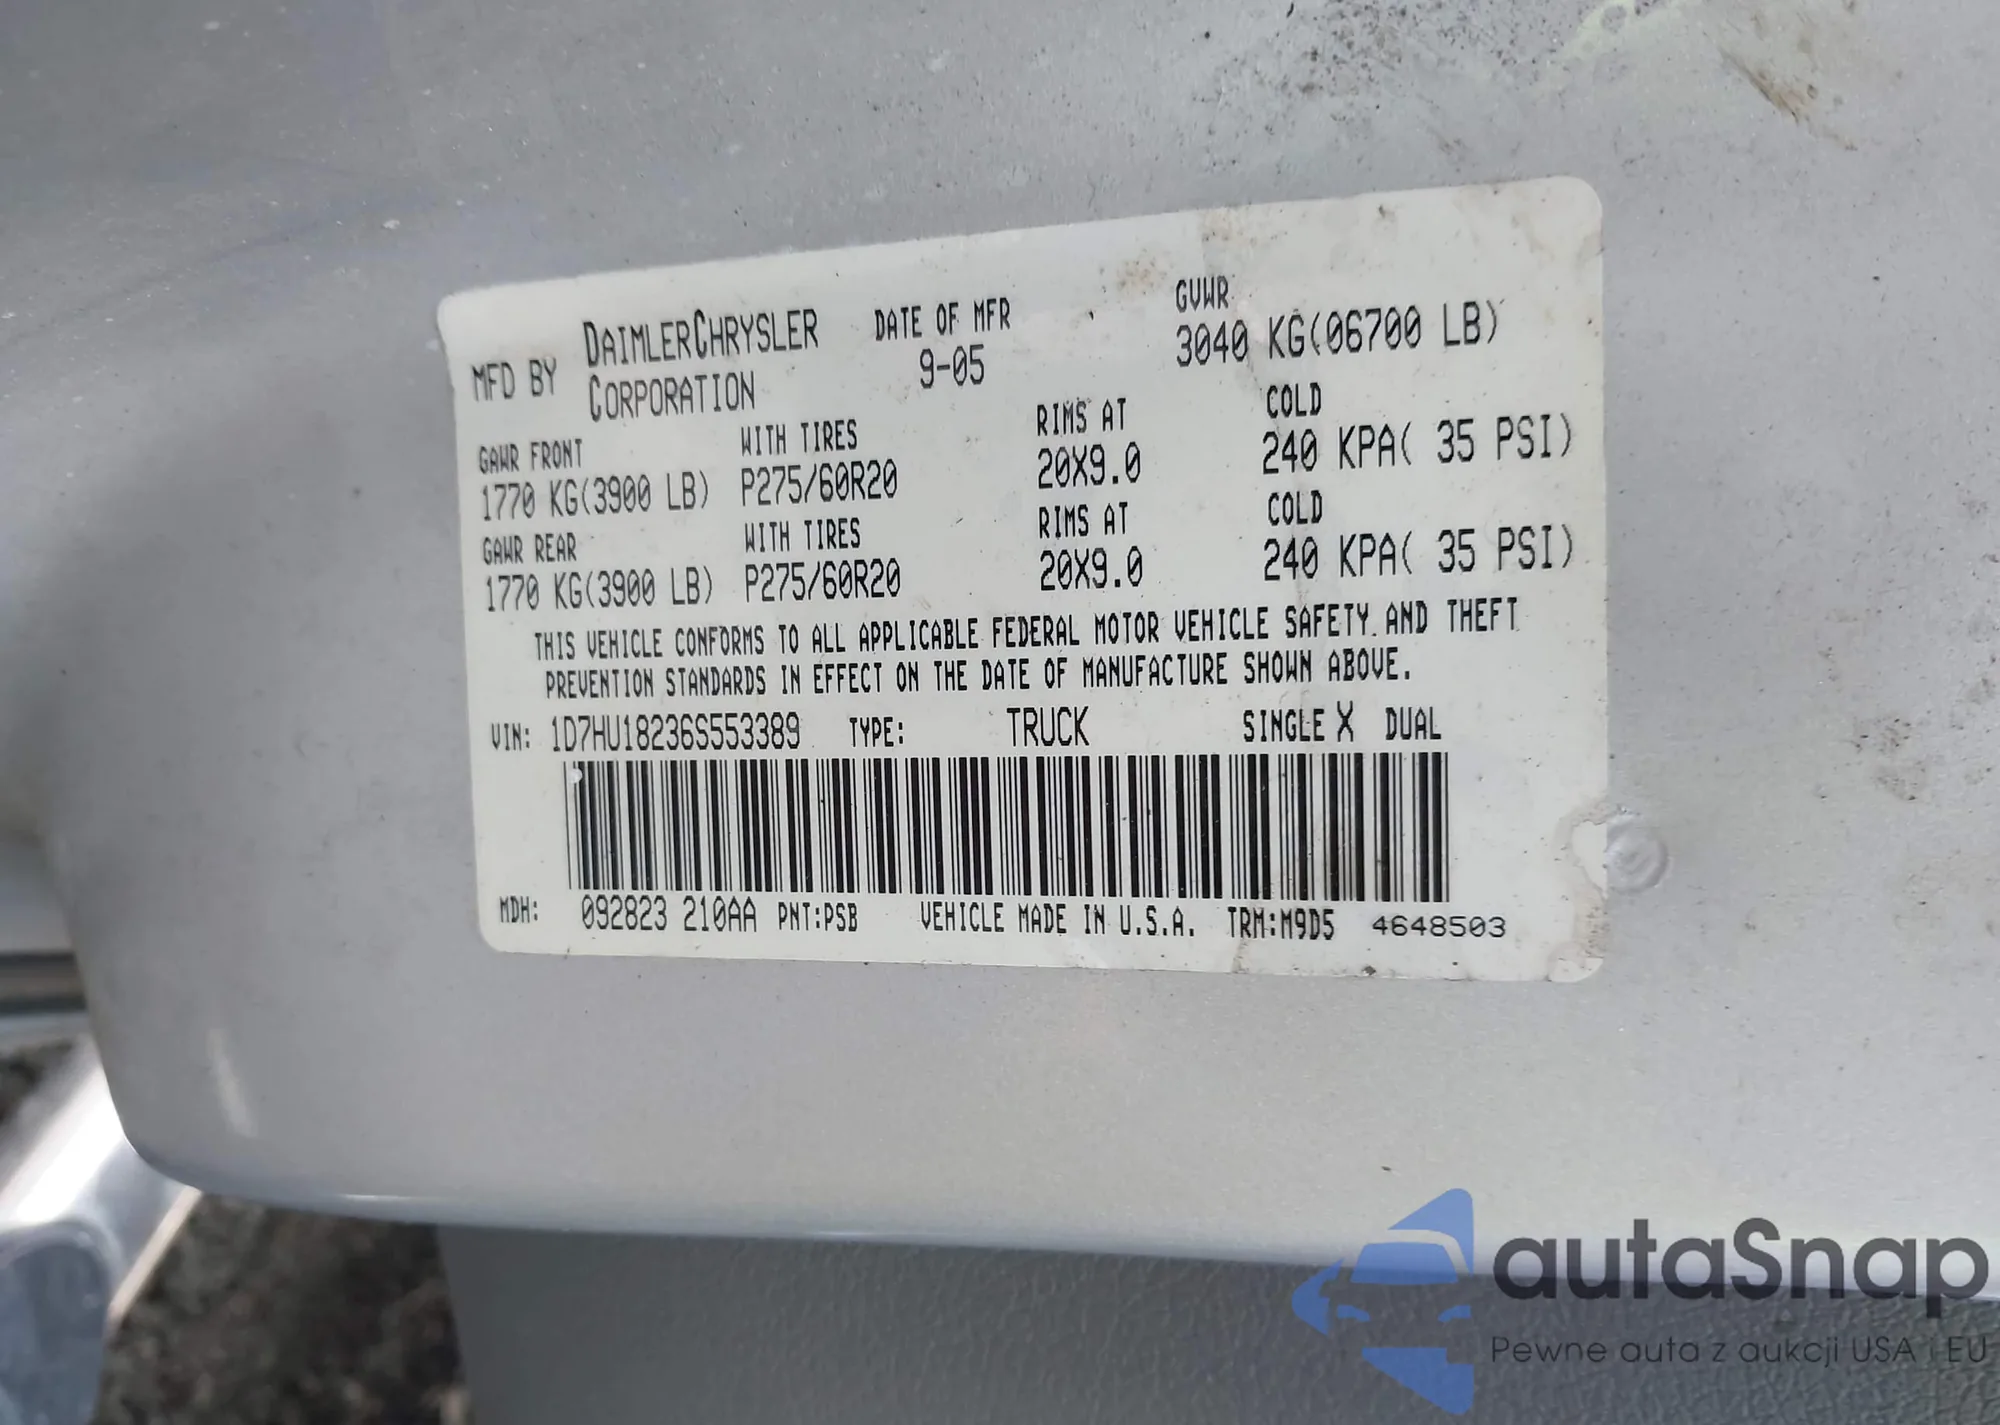 MFD BY DAIMLERCHRYSLER CORPORATION DATE OF MFR 9-05 GVWR 3040 KG(06700 LB)
GAWR FRONT WITH TIRES RIMS AT COLD
1770 KG(3900 LB) P275/60R20 20X9.0 240 KPA( 35 PSI)
GAWR REAR WITH TIRES RIMS AT COLD
1770 KG(3900 LB) P275/60R20 20X9.0 240 KPA( 35 PSI)
THIS VEHICLE CONFORMS TO ALL APPLICABLE FEDERAL MOTOR VEHICLE SAFETY AND THEFT
PREVENTION STANDARDS IN EFFECT ON THE DATE OF MANUFACTURE SHOWN ABOVE.
VIN: 1D7HU18236S553389 TYPE: TRUCK SINGLE X DUAL
MDH: 092823 210AA PNT:PSB VEHICLE MADE IN U.S.A. TRM:M9D5 4648503
autaSnap
Pewne auta z aukcji USA i EU